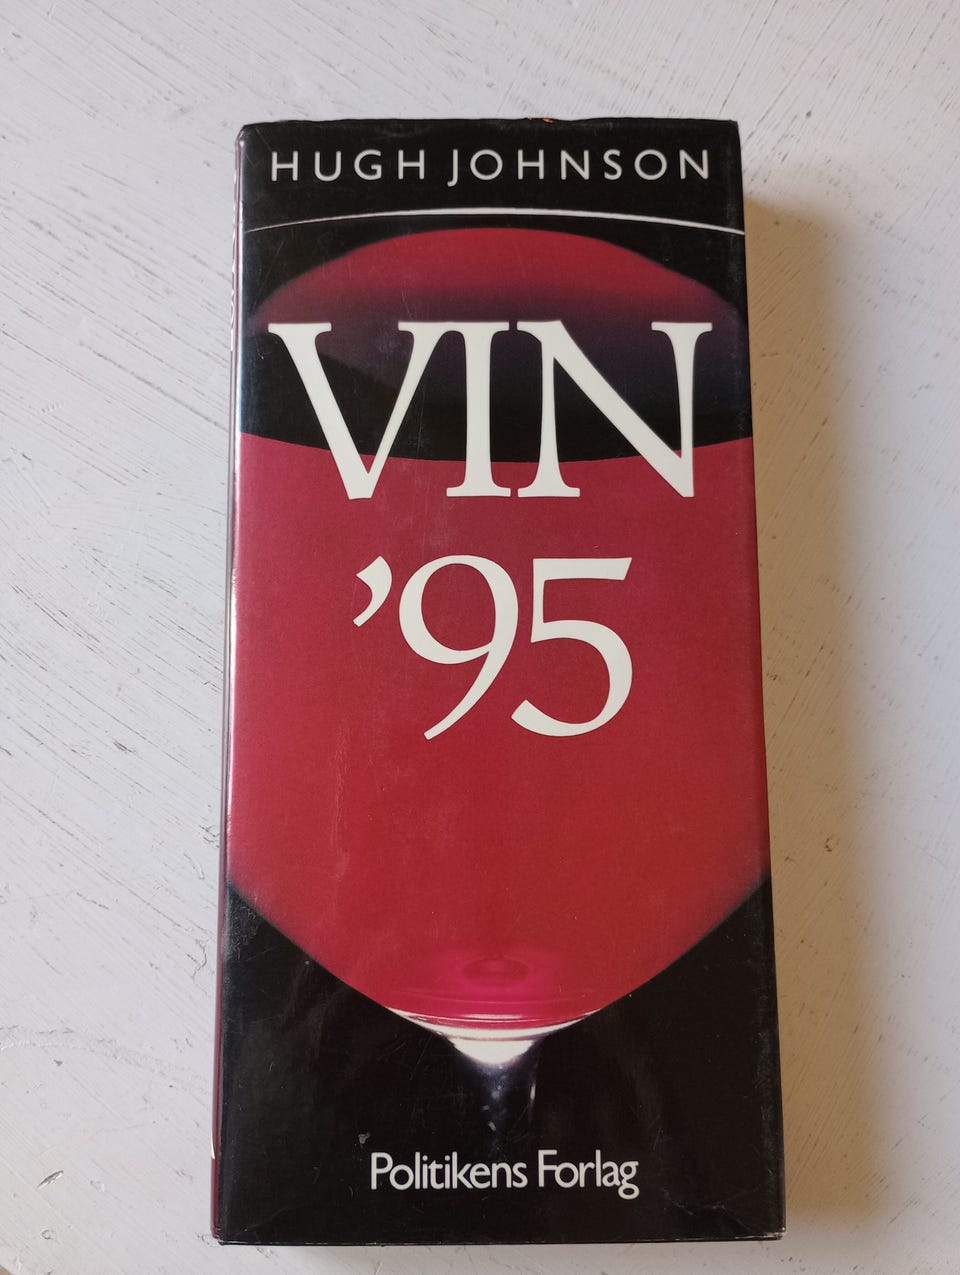 HUGH JOHNSON
VIN
’95
Politikens Forlag